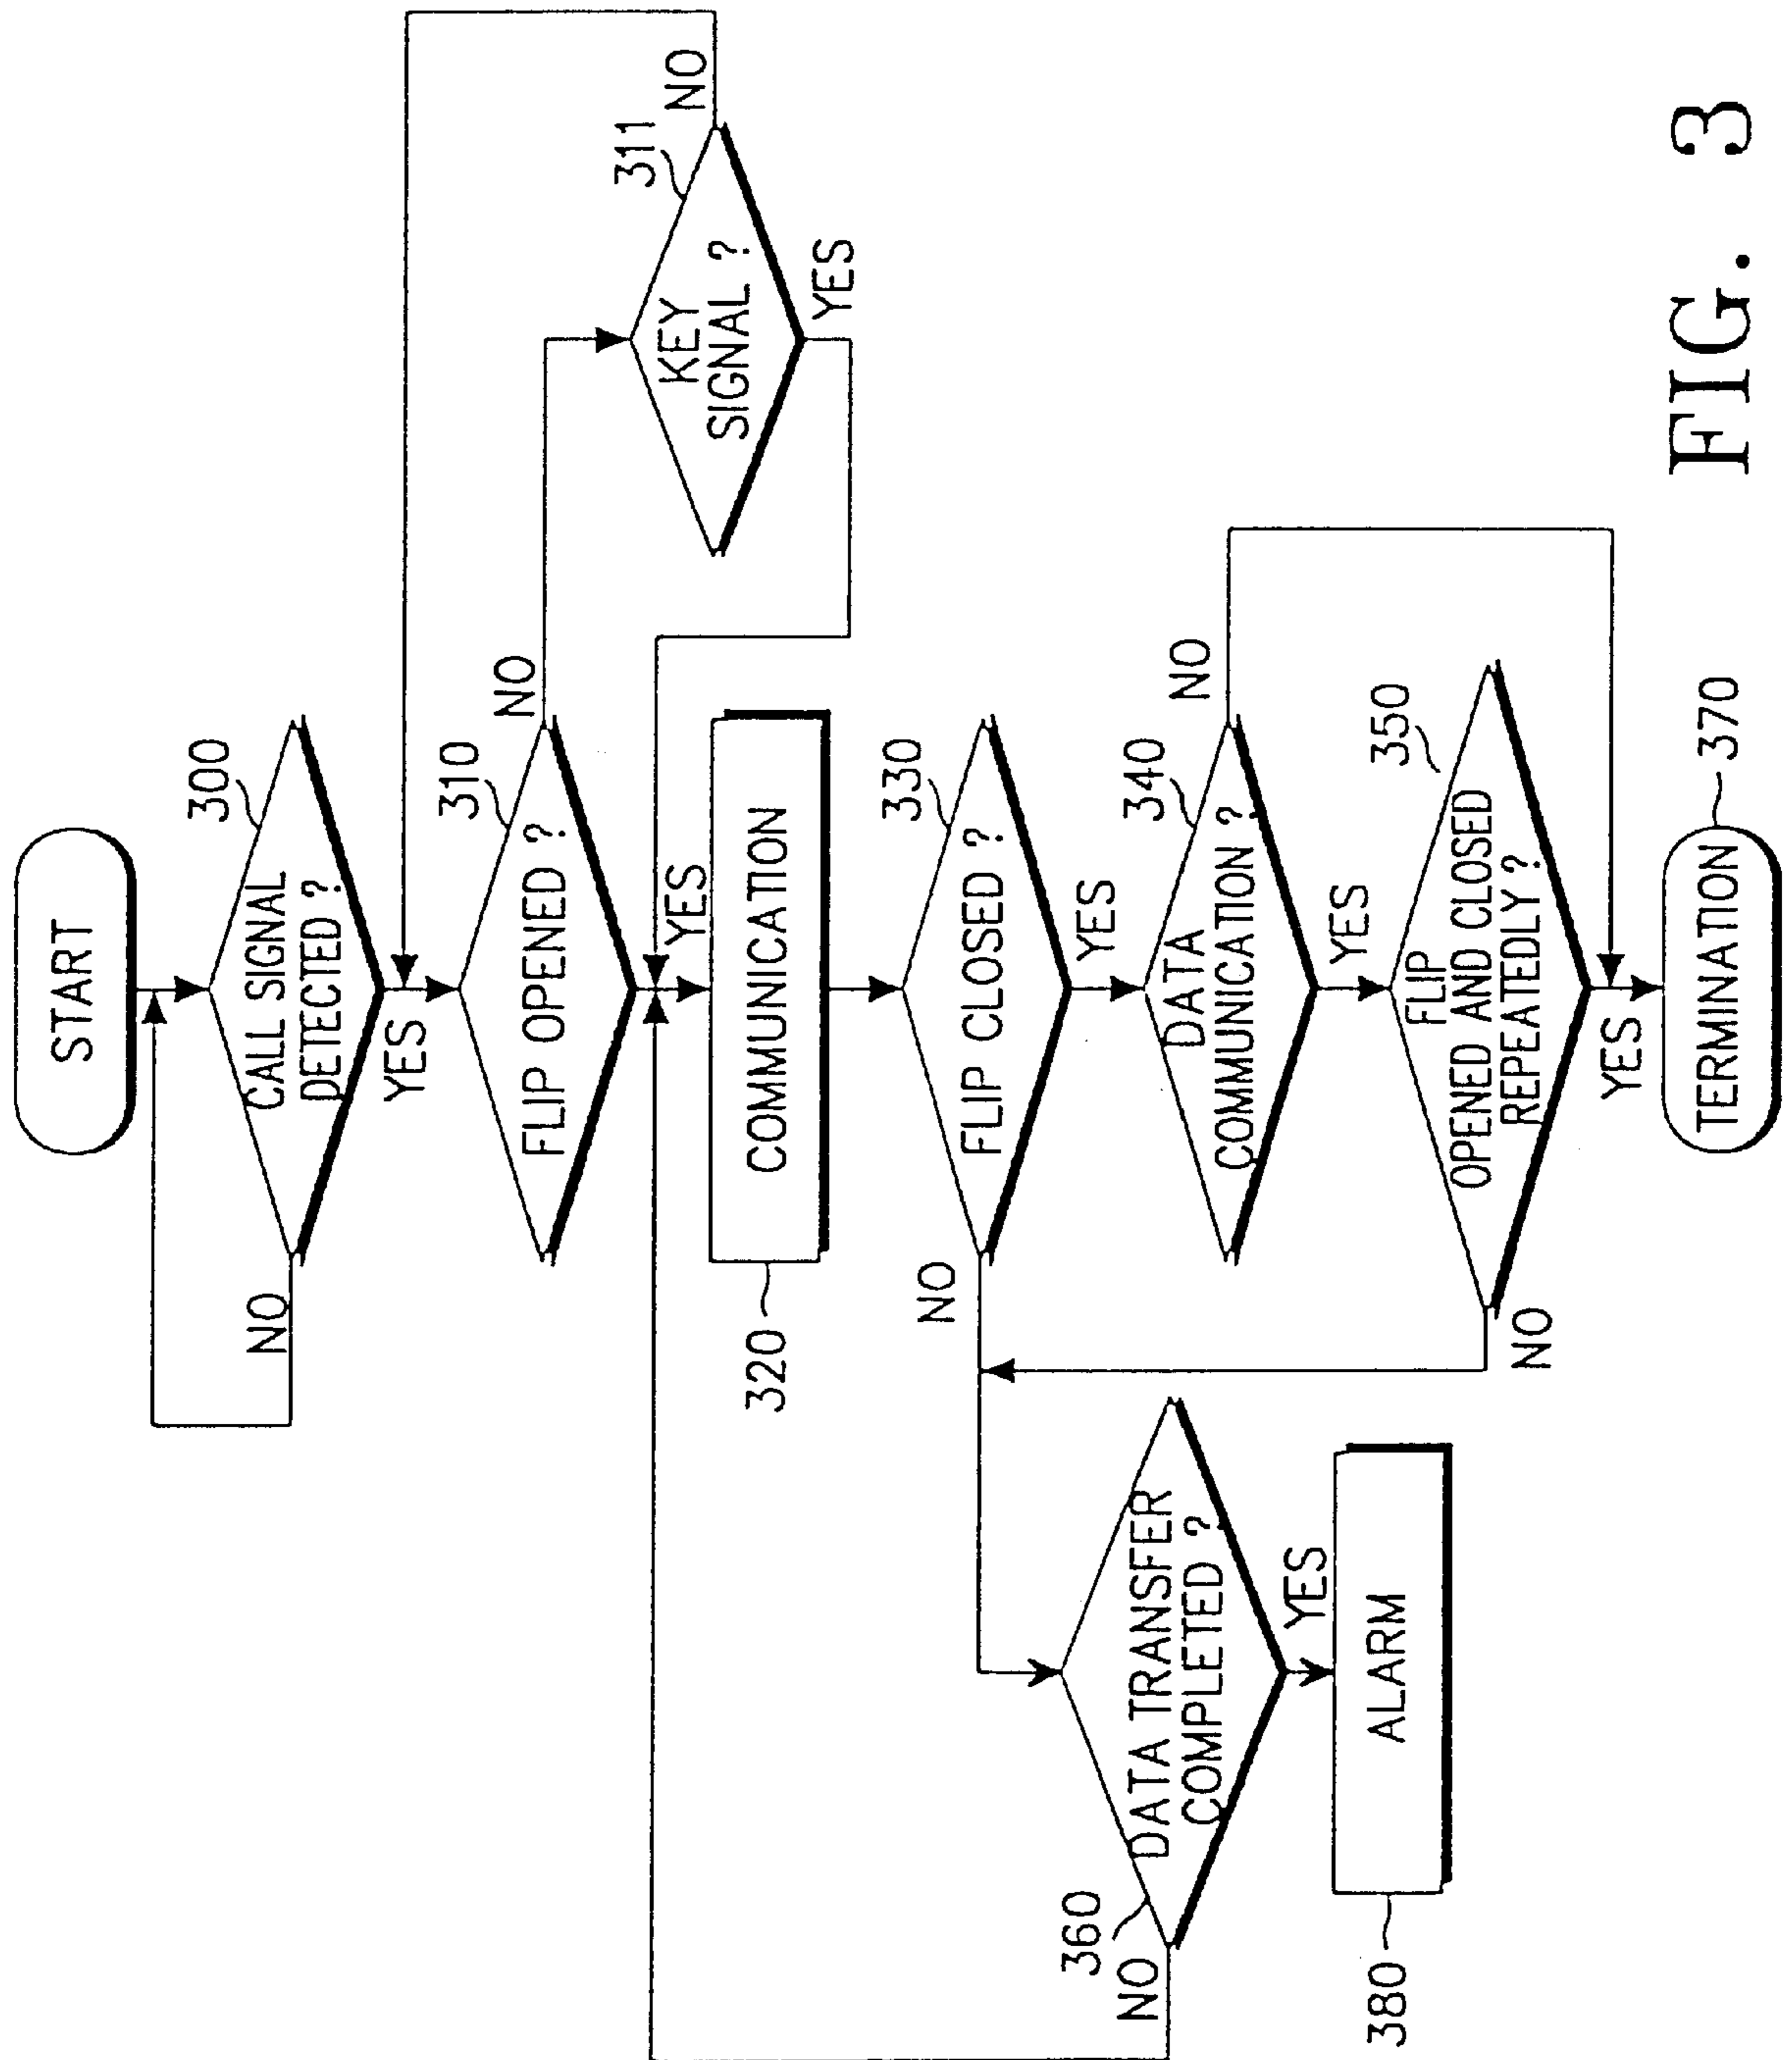 START
300
CALL SIGNAL
DETECTED ?
NO
YES
310
FLIP OPENED ?
NO
311
KEY
SIGNAL ?
NO
YES
YES
COMMUNICATION
320
330
FLIP CLOSED ?
NO
YES
340
DATA
COMMUNICATION ?
NO
YES
350
FLIP
OPENED AND CLOSED
REPEATEDLY ?
NO
YES
TERMINATION
370
360
DATA TRANSFER
COMPLETED ?
NO
YES
ALARM
380
FIG. 3